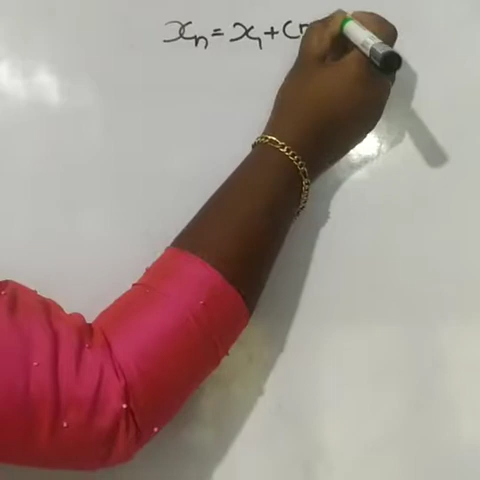 xₙ = x₁ + (n